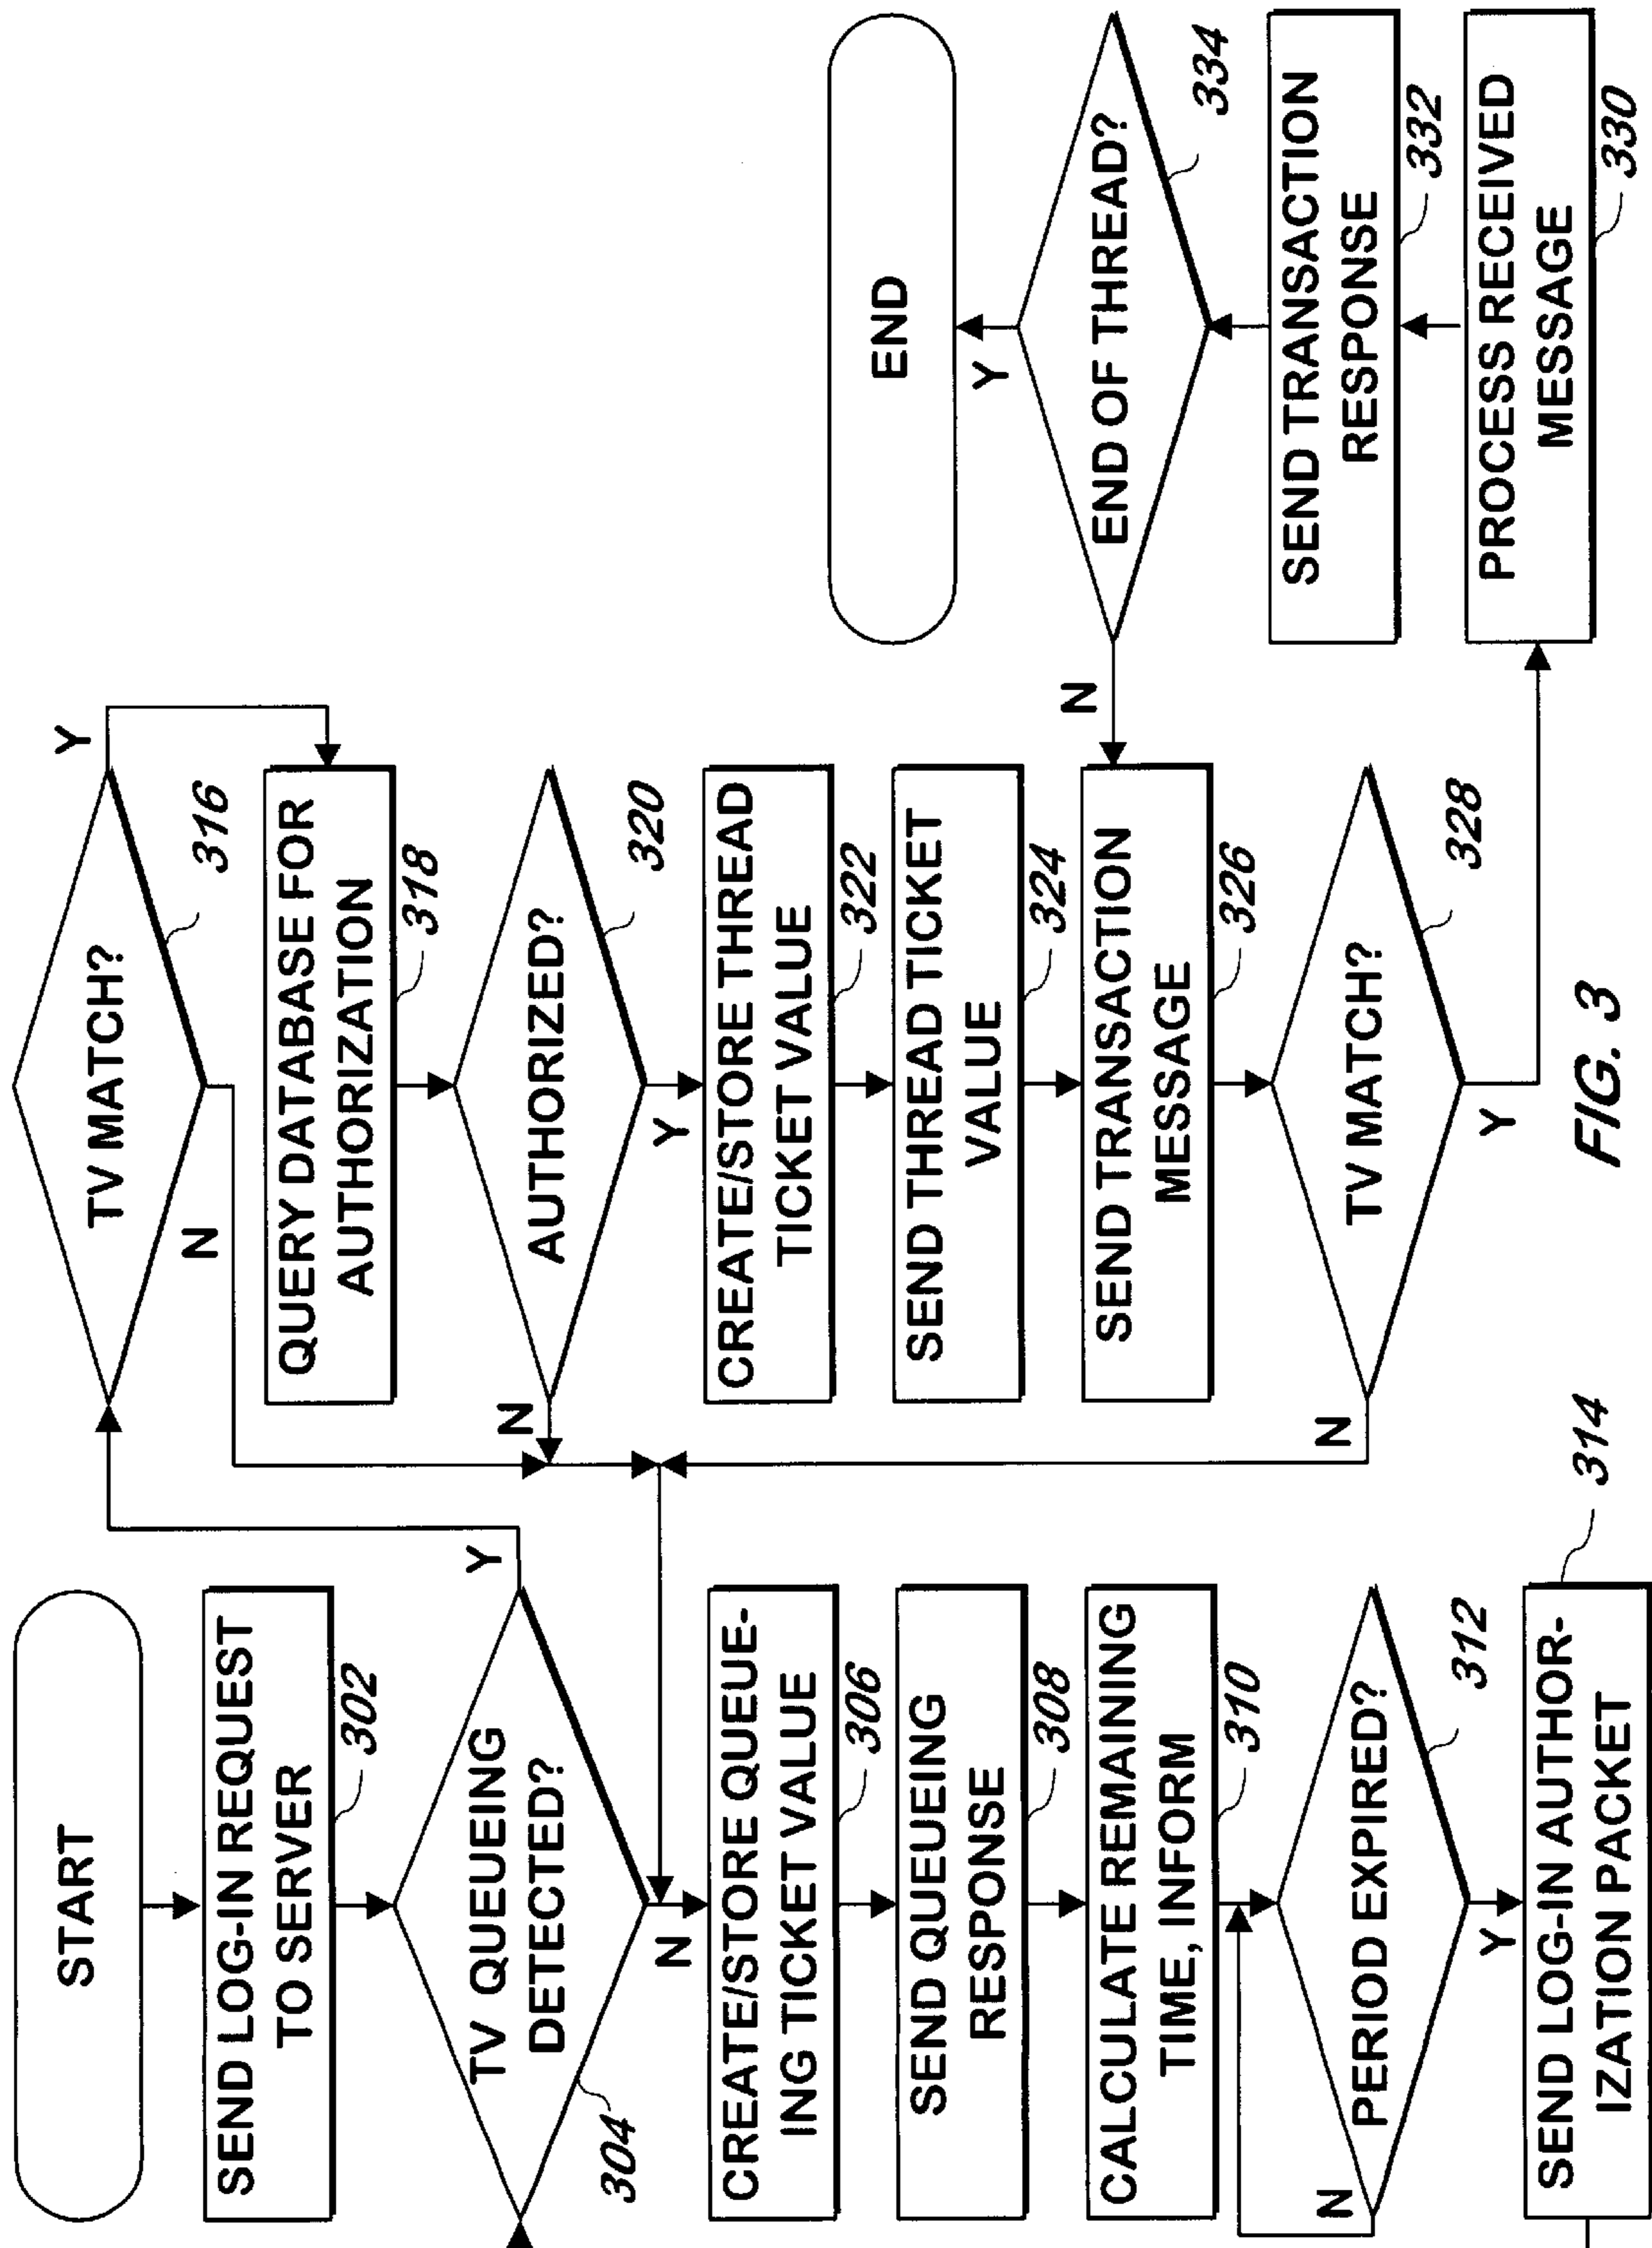 START
SEND LOG-IN REQUEST
TO SERVER
302
TV QUEUEING
DETECTED?
304
Y
N
CREATE/STORE QUEUE-
ING TICKET VALUE
306
SEND QUEUEING
RESPONSE
308
CALCULATE REMAINING
TIME, INFORM
310
PERIOD EXPIRED?
312
N
Y
SEND LOG-IN AUTHOR-
IZATION PACKET
314
TV MATCH?
316
Y
N
QUERY DATABASE FOR
AUTHORIZATION
318
AUTHORIZED?
320
N
Y
CREATE/STORE THREAD
TICKET VALUE
322
SEND THREAD TICKET
VALUE
324
SEND TRANSACTION
MESSAGE
326
TV MATCH?
328
N
Y
END
Y
END OF THREAD?
334
N
SEND TRANSACTION
RESPONSE
332
PROCESS RECEIVED
MESSAGE
330
FIG. 3